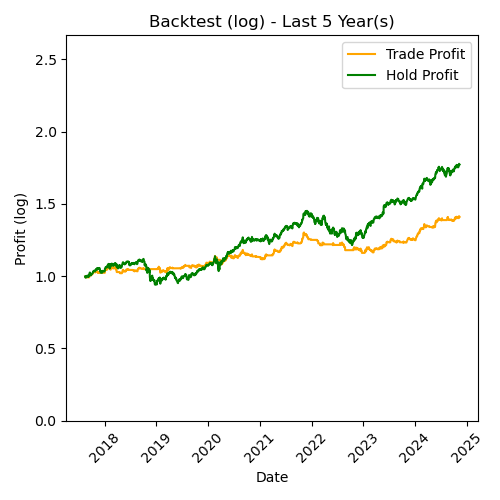 Backtest (log) - Last 5 Year(s)
Trade Profit
Hold Profit
Profit (log)
2.5
2.0
1.5
1.0
0.5
0.0
2018 2019 2020 2021 2022 2023 2024 2025
Date